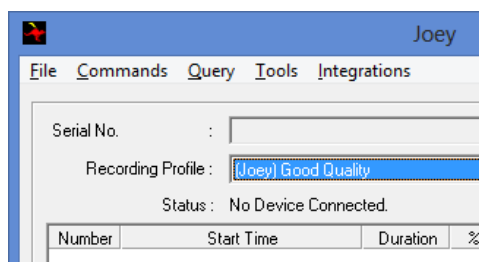 Joey
File Commands Query Tools Integrations
Serial No. :
Recording Profile : (Joey) Good Quality
Status : No Device Connected.
Number Start Time Duration %